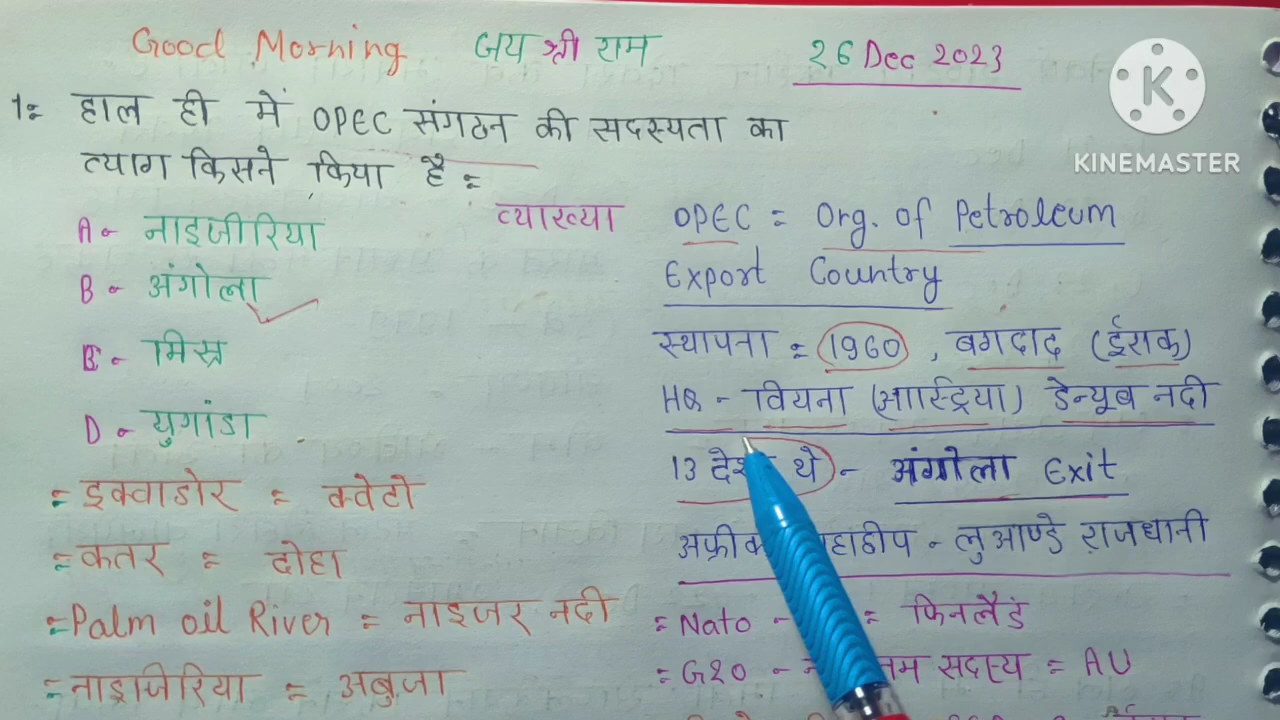 Good Morning जय श्री राम 26 Dec 2023
1= हाल ही में OPEC संगठन की सदस्यता का
त्याग किसने किया है =
A- नाइजीरिया
B- अंगोला
C- मिस्र
D- युगांडा
= इक्वाडोर = क्वेटो
= कतर = दोहा
= Palm oil River = नाइजर नदी
= नाइजिरिया = अबुजा
व्याख्या OPEC = Org. of Petroleum
Export Country
स्थापना = 1960, बगदाद (ईराक)
HQ - वियना (आस्ट्रिया) डेन्यूब नदी
13 देश थे - अंगोला Exit
लुआण्डे राजधानी
= Nato - = फिनलैडं
= G20 - सदस्य = AU
KINEMASTER